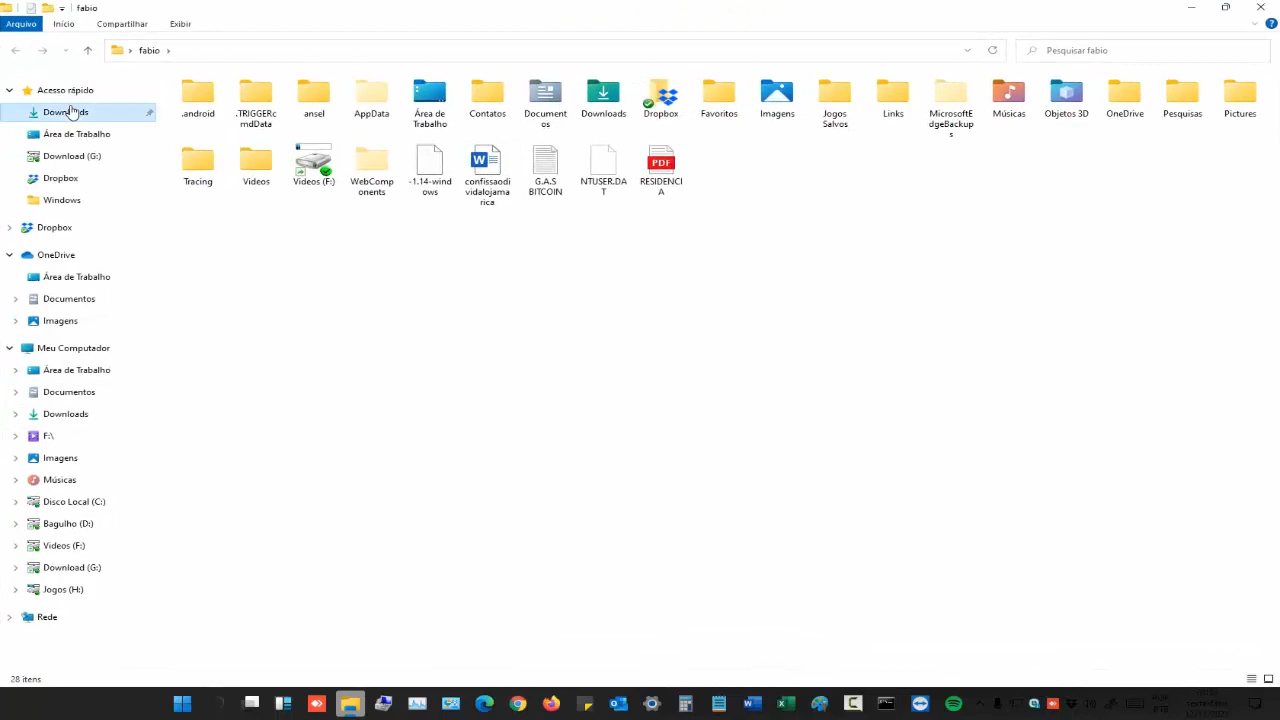 fabio
Arquivo Início Compartilhar Exibir
fabio
Pesquisar fabio
Acesso rápido
Downloads
Área de Trabalho
Download (G:)
Dropbox
Windows
Dropbox
OneDrive
Área de Trabalho
Documentos
Imagens
Meu Computador
Área de Trabalho
Documentos
Downloads
F:\
Imagens
Músicas
Disco Local (C:)
Bagulho (D:)
Videos (F:)
Download (G:)
Jogos (H:)
Rede
.android
.TRIGGERc
mdData
ansel
AppData
Área de
Trabalho
Contatos
Document
os
Downloads
Dropbox
Favoritos
Imagens
Jogos
Salvos
Links
MicrosoftE
dgeBackup
s
Músicas
Objetos 3D
OneDrive
Pesquisas
Pictures
Tracing
Videos
Videos (F:)
WebComp
onents
-1.14-wind
ows
confissaodi
vidalojama
rica
G.A.S
BITCOIN
NTUSER.DA
T
PDF
RESIDENCI
A
28 itens